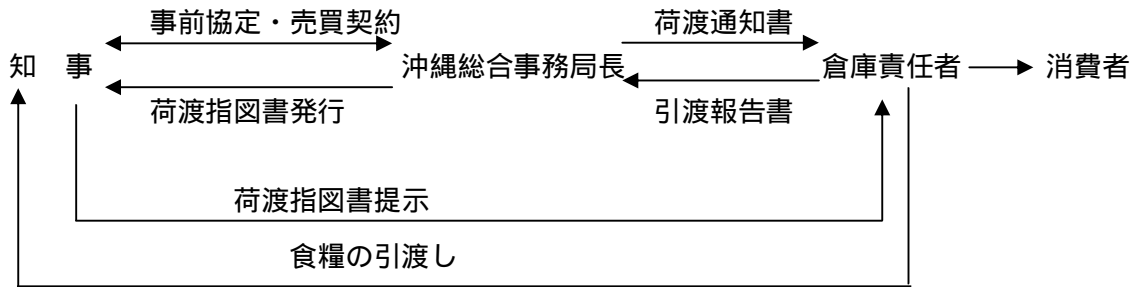 事前協定・売買契約 荷渡通知書
知 事 沖縄総合事務局長 倉庫責任者 消費者
荷渡指図書発行 引渡報告書
荷渡指図書提示
食糧の引渡し